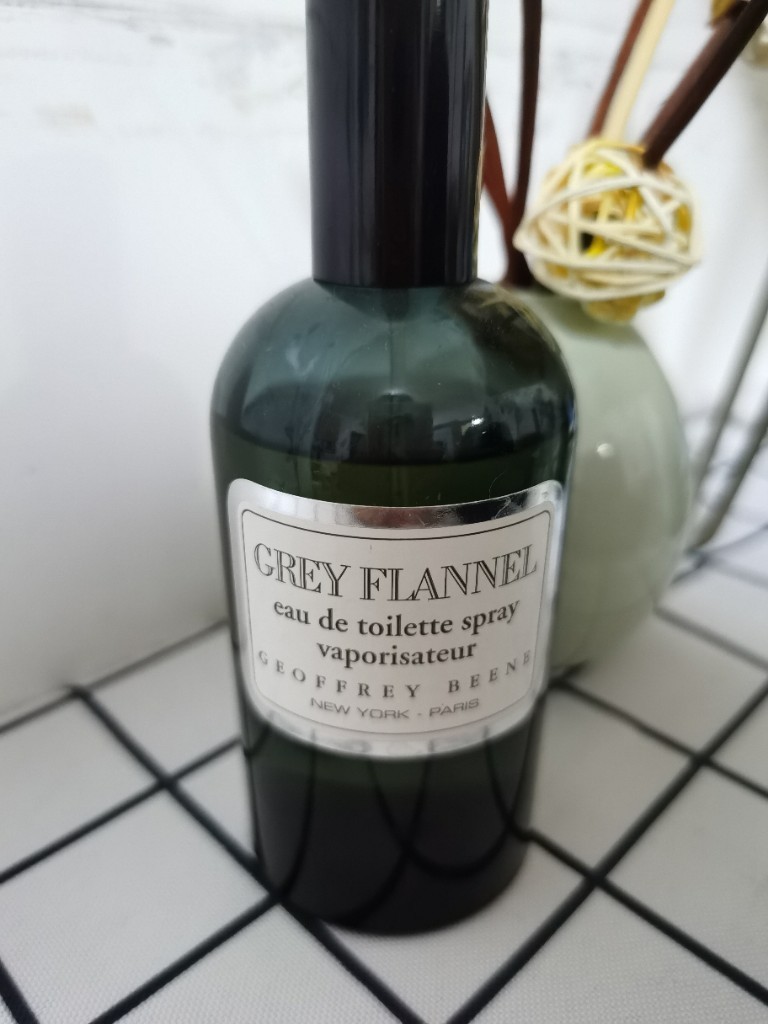 GREY FLANNEL
eau de toilette spray
vaporisateur
GEOFFREY BEENE
NEW YORK - PARIS